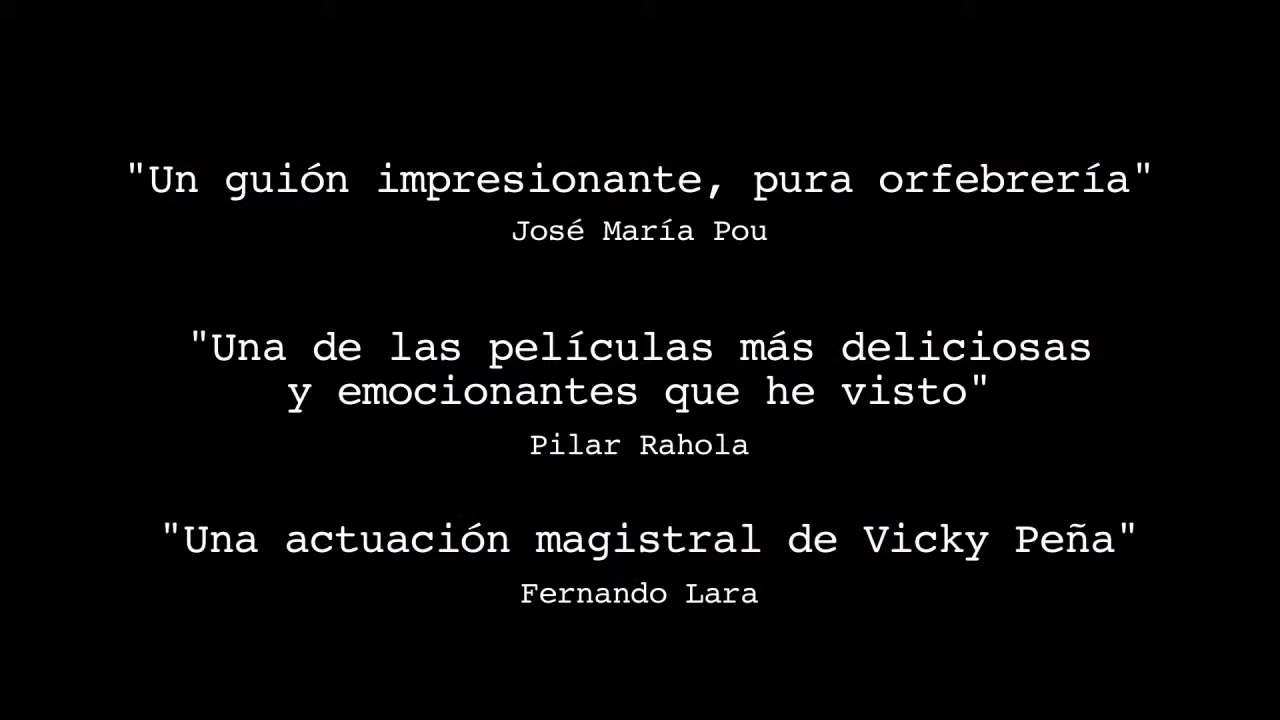 "Un guión impresionante, pura orfebrería"
José María Pou
"Una de las películas más deliciosas
y emocionantes que he visto"
Pilar Rahola
"Una actuación magistral de Vicky Peña"
Fernando Lara